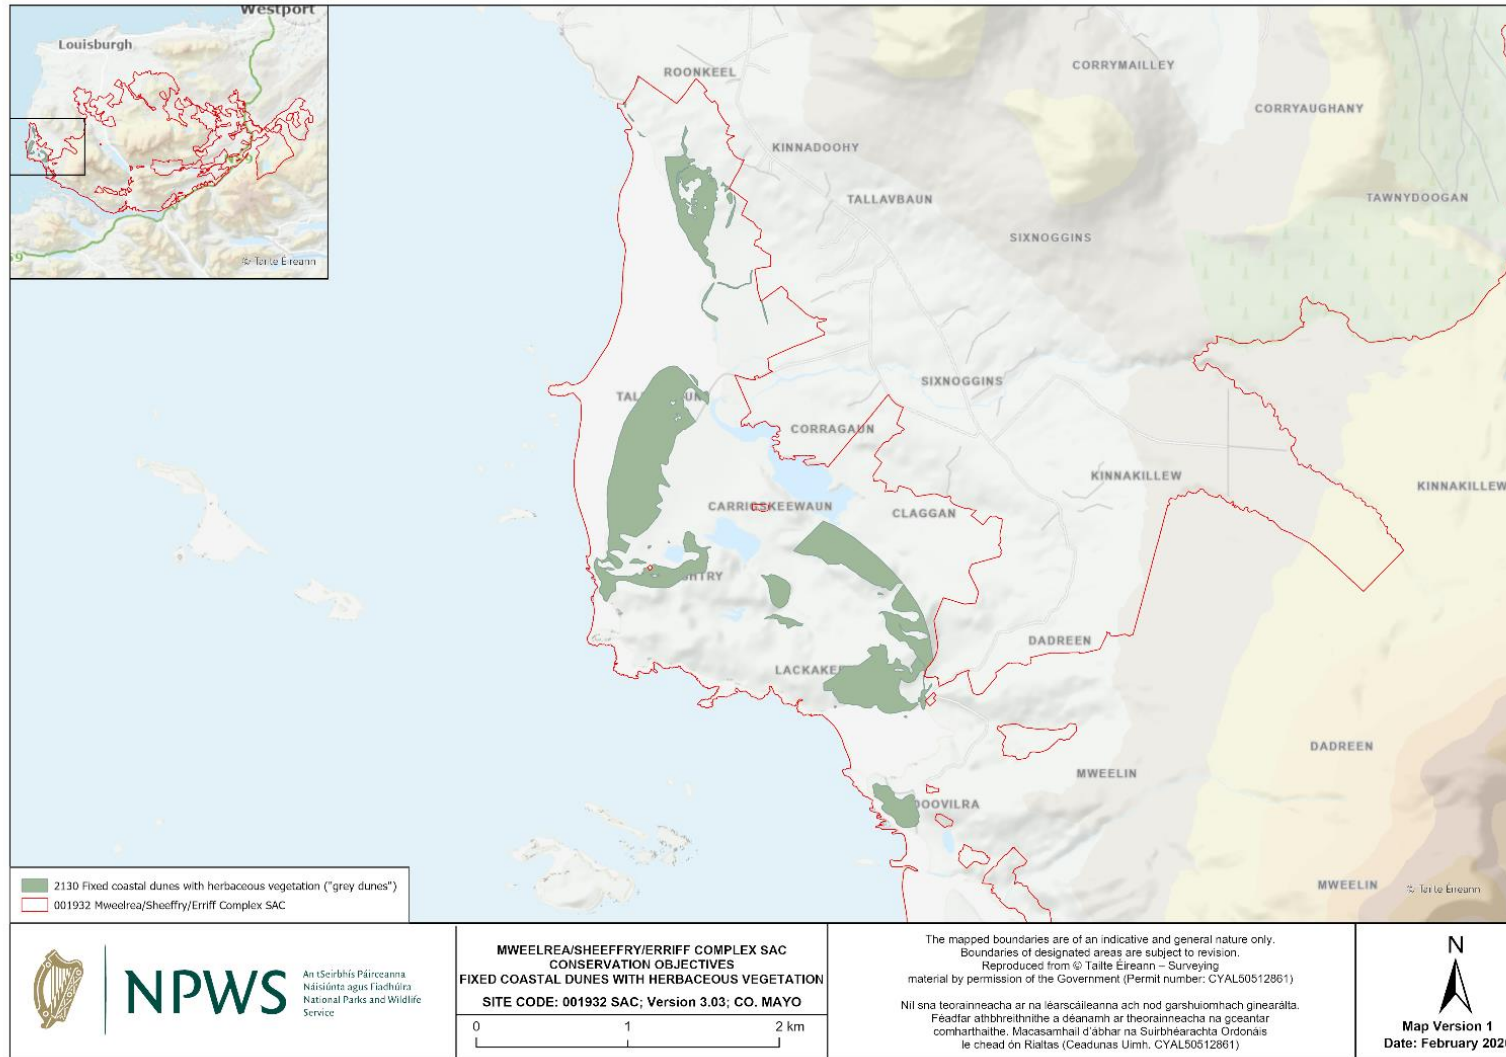 Westport
Louisburgh
N59
© Tailte Éireann
ROONKEEL
CORRYMAILLEY
CORRYAUGHANY
KINNADOOHY
TALLAVBAUN
TAWNYDOOGAN
SIXNOGGINS
SIXNOGGINS
CORRAGAUN
KINNAKILLEW
KINNAKILLEW
CARRIGSKEEWAUN
CLAGGAN
DADREEN
DADREEN
MWEELIN
DOOVILRA
MWEELIN
© Tailte Éireann
2130 Fixed coastal dunes with herbaceous vegetation ("grey dunes")
001932 Mweelrea/Sheeffry/Erriff Complex SAC
NPWS
An tSeirbhís Páirceanna
Náisiúnta agus Fiadhúlra
National Parks and Wildlife
Service
MWEELREA/SHEEFFRY/ERRIFF COMPLEX SAC
CONSERVATION OBJECTIVES
FIXED COASTAL DUNES WITH HERBACEOUS VEGETATION
SITE CODE: 001932 SAC; Version 3.03; CO. MAYO
0 1 2 km
The mapped boundaries are of an indicative and general nature only.
Boundaries of designated areas are subject to revision.
Reproduced from © Tailte Éireann – Surveying
material by permission of the Government (Permit number: CYAL50512861)
Níl sna teorainneacha ar na léarscáileanna ach nod garshuiomhach ginearálta.
Féadfar athbhreithnithe a déanamh ar theorainneacha na gceantar
comharthaithe. Macasamhail d'ábhar na Suirbhéarachta Ordonáis
le chead ón Rialtas (Ceadunas Uimh. CYAL50512861)
N
Map Version 1
Date: February 202